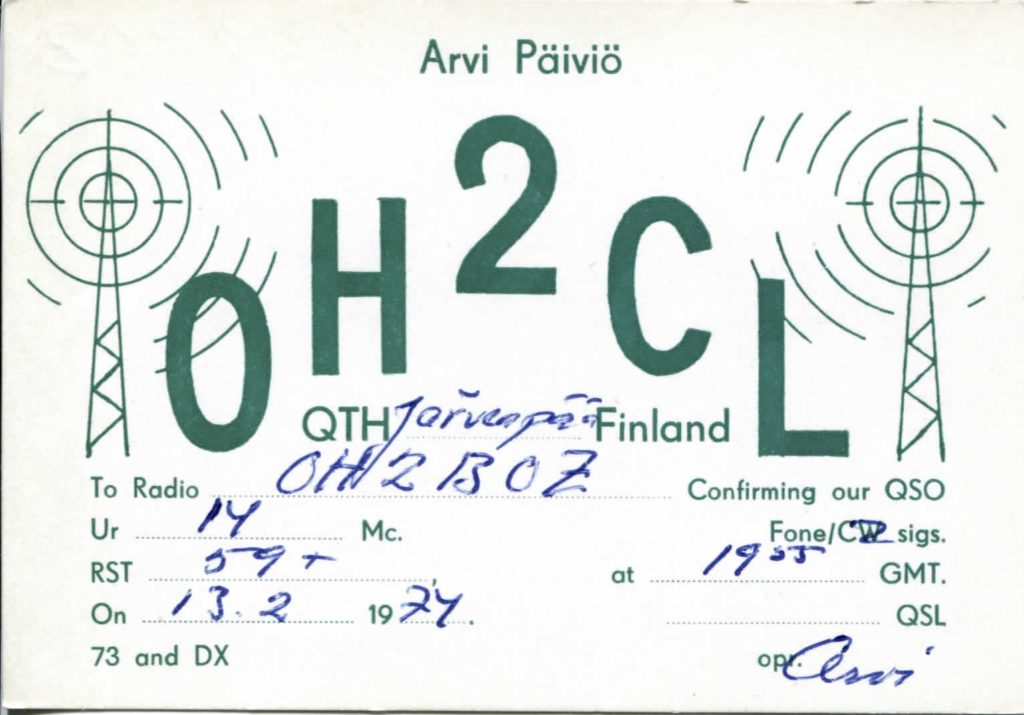 Arvi Päiviö
OH2CL
QTH Järvenpää Finland
To Radio OH2BOZ Confirming our QSO
Ur 14 Mc. Fone/CW sigs.
RST 59+ at 1955 GMT.
On 13.2 1974. QSL
73 and DX opr. Arvi